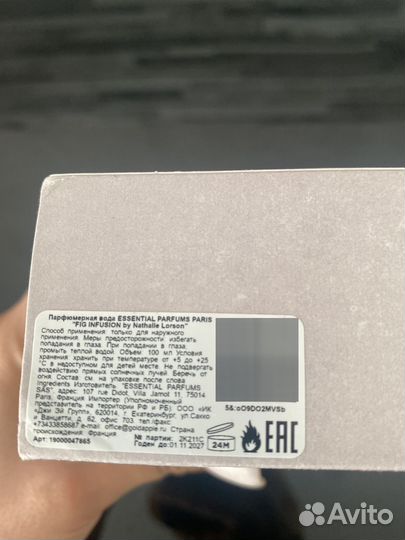 Парфюмерная вода ESSENTIAL PARFUMS PARIS
"FIG INFUSION by Nathalie Lorson"
Способ применения: только для наружного
применения. Меры предосторожности: избегать
попадания в глаза. При попадании в глаза
промыть теплой водой. Объем: 100 мл. Условия
хранения: хранить при температуре от +5 до +25
°С в недоступном для детей месте. Не подвергать
воздействию прямых солнечных лучей. Беречь от
огня. Состав: см. на упаковке после слова
Ingredients. Изготовитель: "ESSENTIAL PARFUMS
SAS", адрес: 107 rue Didot, Villa Jamot 11, 75014
Paris, Франция. Импортер (Уполномоченный
представитель на территории РФ и РБ): ООО «ИК
«Джи Эй Групп», 620014, г. Екатеринбург, ул.Сакко
и Ванцетти, д. 62, офис 703. тел./факс:
+73433858687 e-mail: office@goodapple.ru Страна
происхождения: Франция
Арт. 19000047865
№ партии: 2K211C
Годен до: 01.11.2027
5&:oO9DO2MVSb
24M
EAC
Avito